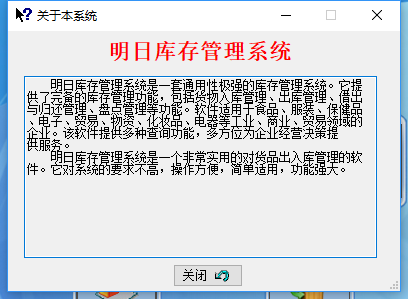 关于本系统
明日库存管理系统
明日库存管理系统是一套通用性极强的库存管理系统。它提
供了完备的库存管理功能，包括货物入库管理、出库管理、借出
与归还管理、盘点管理等功能。软件适用于食品、服装、保健品
、电子、贸易、物资、化妆品、电器等工业、商业、贸易领域的
企业。该软件提供多种查询功能，多方位为企业经营决策提
供服务。
明日库存管理系统是一个非常实用的对货品出入库管理的软
件。它对系统的要求不高，操作方便，简单适用，功能强大。
关闭